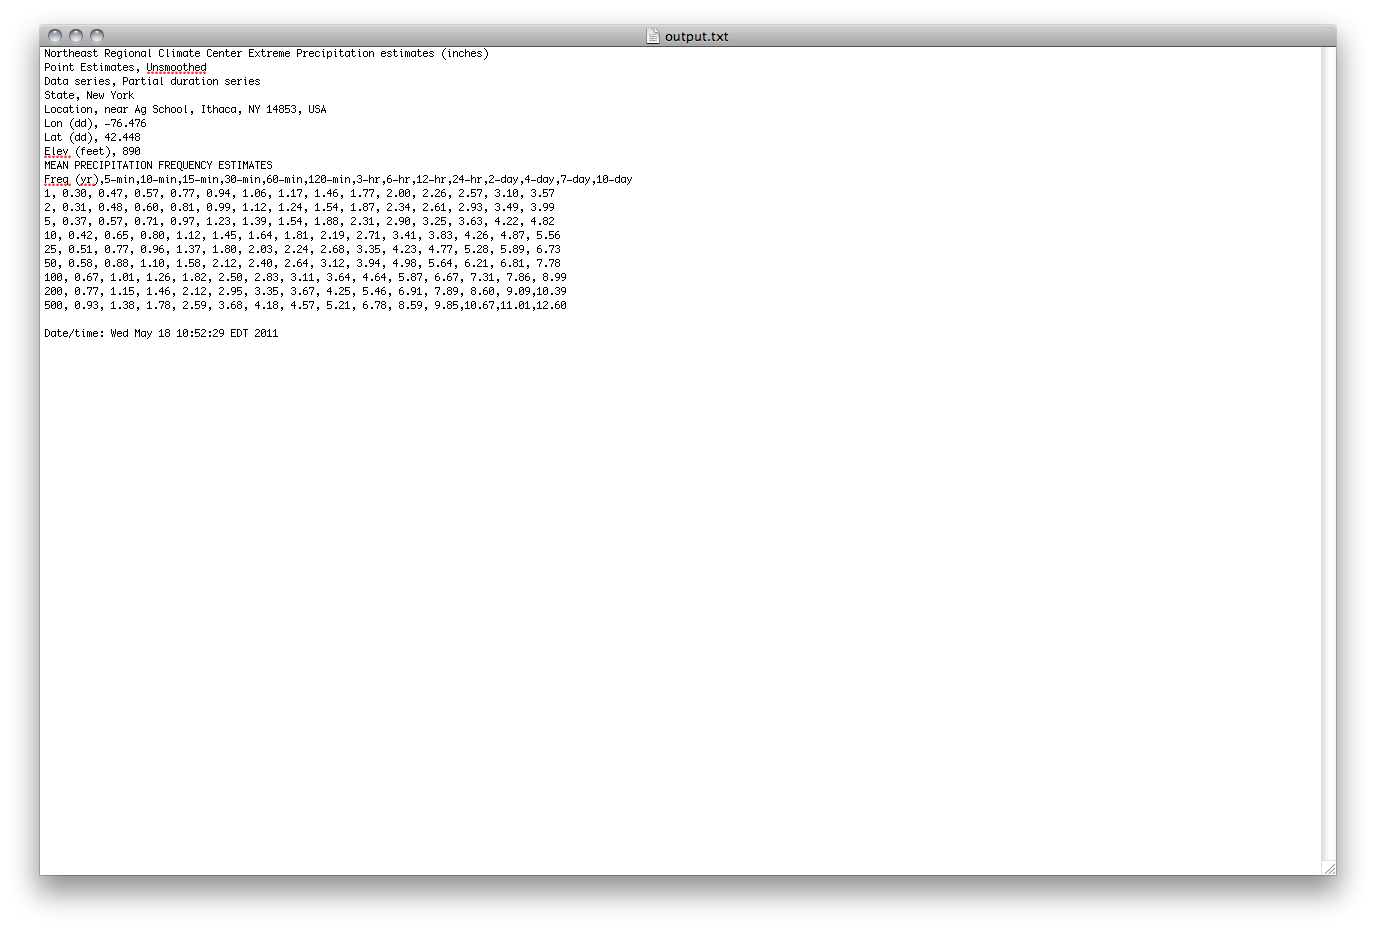 output.txt
Northeast Regional Climate Center Extreme Precipitation estimates (inches)
Point Estimates, Unsmoothed
Data series, Partial duration series
State, New York
Location, near Ag School, Ithaca, NY 14853, USA
Lon (dd), -76.476
Lat (dd), 42.448
Elev (feet), 890
MEAN PRECIPITATION FREQUENCY ESTIMATES
Freq (yr),5-min,10-min,15-min,30-min,60-min,120-min,3-hr,6-hr,12-hr,24-hr,2-day,4-day,7-day,10-day
1, 0.30, 0.47, 0.57, 0.77, 0.94, 1.06, 1.17, 1.46, 1.77, 2.00, 2.26, 2.57, 3.10, 3.57
2, 0.31, 0.48, 0.60, 0.81, 0.99, 1.12, 1.24, 1.54, 1.87, 2.34, 2.61, 2.93, 3.49, 3.99
5, 0.37, 0.57, 0.71, 0.97, 1.23, 1.39, 1.54, 1.88, 2.31, 2.90, 3.25, 3.63, 4.22, 4.82
10, 0.42, 0.65, 0.80, 1.12, 1.45, 1.64, 1.81, 2.19, 2.71, 3.41, 3.83, 4.26, 4.87, 5.56
25, 0.51, 0.77, 0.96, 1.37, 1.80, 2.03, 2.24, 2.68, 3.35, 4.23, 4.77, 5.28, 5.89, 6.73
50, 0.58, 0.88, 1.10, 1.58, 2.12, 2.40, 2.64, 3.12, 3.94, 4.98, 5.64, 6.21, 6.81, 7.78
100, 0.67, 1.01, 1.26, 1.82, 2.50, 2.83, 3.11, 3.64, 4.64, 5.87, 6.67, 7.31, 7.86, 8.99
200, 0.77, 1.15, 1.46, 2.12, 2.95, 3.35, 3.67, 4.25, 5.46, 6.91, 7.89, 8.60, 9.09,10.39
500, 0.93, 1.38, 1.78, 2.59, 3.68, 4.18, 4.57, 5.21, 6.78, 8.59, 9.85,10.67,11.01,12.60
Date/time: Wed May 18 10:52:29 EDT 2011